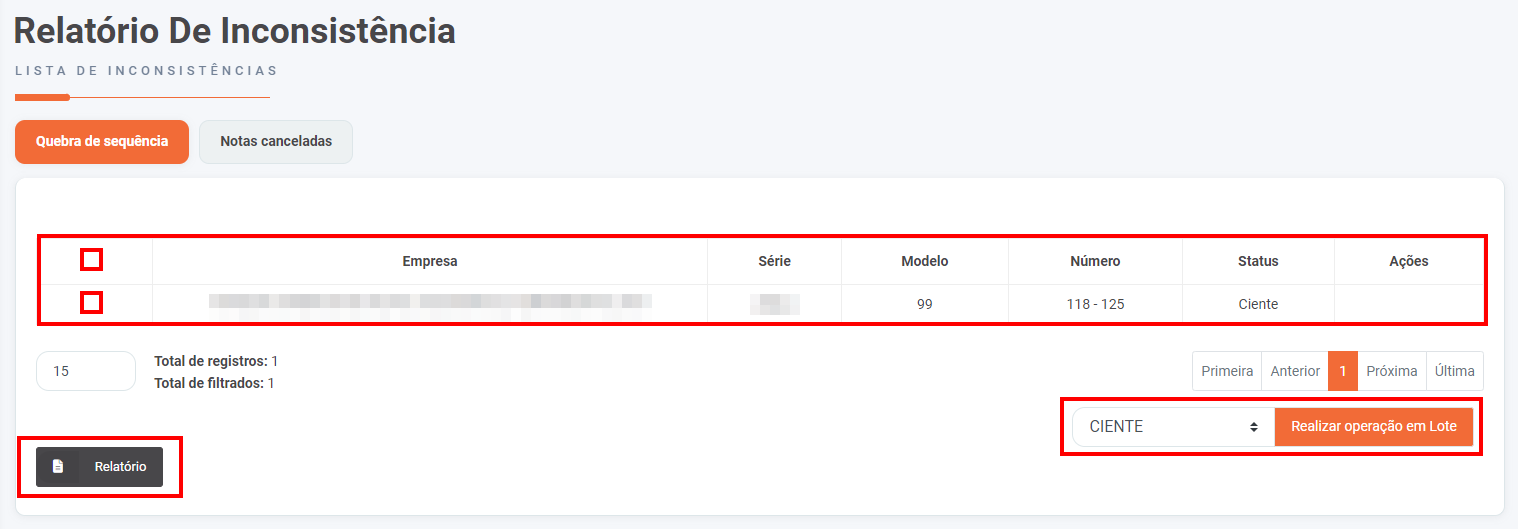 Relatório De Inconsistência
LISTA DE INCONSISTÊNCIAS
Quebra de sequência Notas canceladas
Empresa Série Modelo Número Status Ações
99 118 - 125 Ciente
15 Total de registros: 1
Total de filtrados: 1
Primeira Anterior 1 Próxima Última
CIENTE Realizar operação em Lote
Relatório